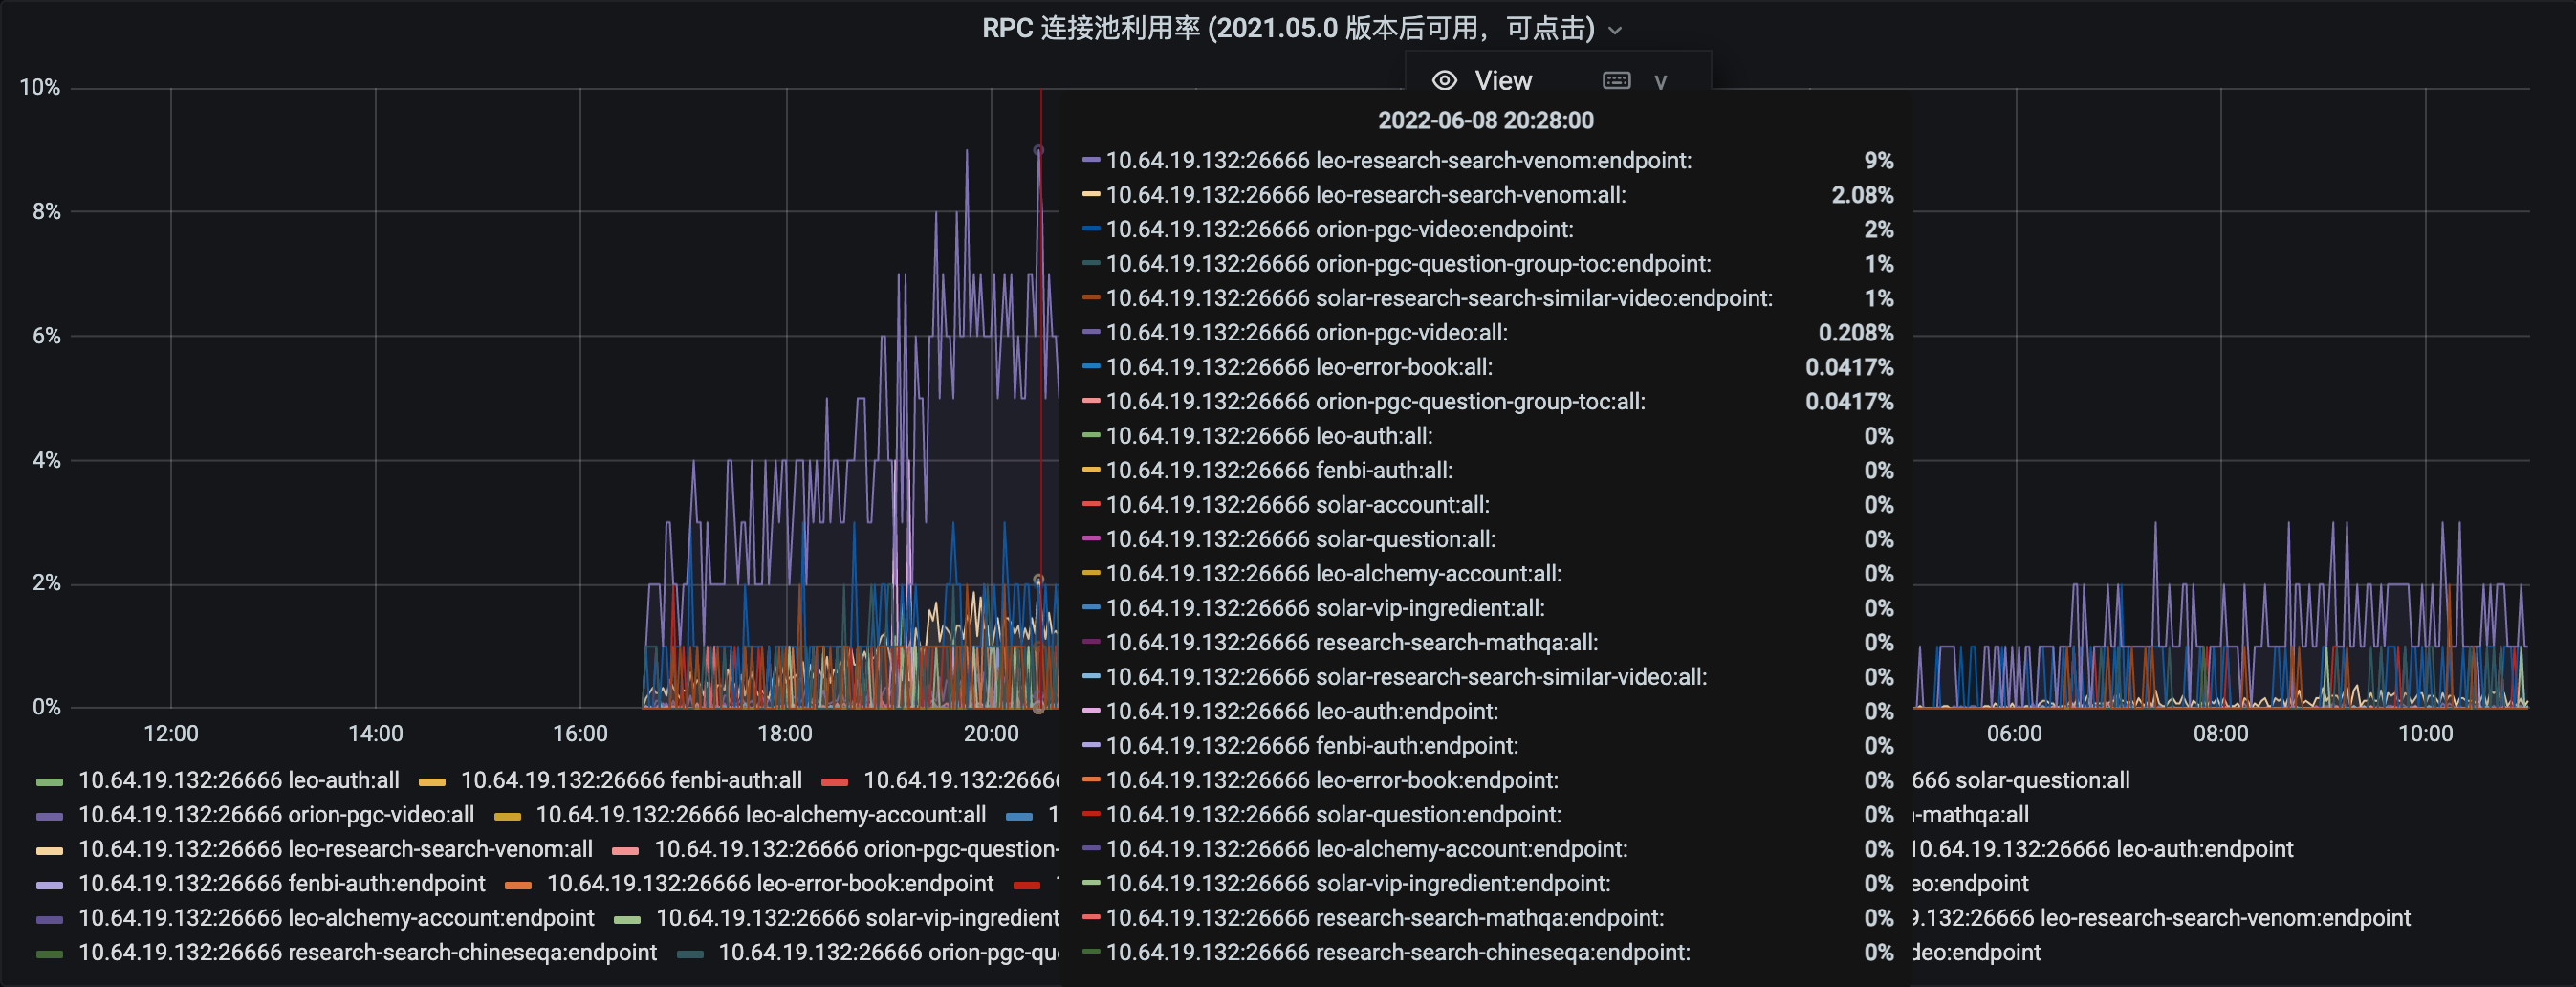 RPC 连接池利用率 (2021.05.0 版本后可用，可点击)
View v
10%
8%
6%
4%
2%
0%
12:00 14:00 16:00 18:00 20:00 06:00 08:00 10:00
2022-06-08 20:28:00
10.64.19.132:26666 leo-research-search-venom:endpoint: 9%
10.64.19.132:26666 leo-research-search-venom:all: 2.08%
10.64.19.132:26666 orion-pgc-video:endpoint: 2%
10.64.19.132:26666 orion-pgc-question-group-toc:endpoint: 1%
10.64.19.132:26666 solar-research-search-similar-video:endpoint: 1%
10.64.19.132:26666 orion-pgc-video:all: 0.208%
10.64.19.132:26666 leo-error-book:all: 0.0417%
10.64.19.132:26666 orion-pgc-question-group-toc:all: 0.0417%
10.64.19.132:26666 leo-auth:all: 0%
10.64.19.132:26666 fenbi-auth:all: 0%
10.64.19.132:26666 solar-account:all: 0%
10.64.19.132:26666 solar-question:all: 0%
10.64.19.132:26666 leo-alchemy-account:all: 0%
10.64.19.132:26666 solar-vip-ingredient:all: 0%
10.64.19.132:26666 research-search-mathqa:all: 0%
10.64.19.132:26666 solar-research-search-similar-video:all: 0%
10.64.19.132:26666 leo-auth:endpoint: 0%
10.64.19.132:26666 fenbi-auth:endpoint: 0%
10.64.19.132:26666 leo-error-book:endpoint: 0%
10.64.19.132:26666 solar-question:endpoint: 0%
10.64.19.132:26666 leo-alchemy-account:endpoint: 0%
10.64.19.132:26666 solar-vip-ingredient:endpoint: 0%
10.64.19.132:26666 research-search-mathqa:endpoint: 0%
10.64.19.132:26666 research-search-chineseqa:endpoint: 0%
10.64.19.132:26666 leo-auth:all 10.64.19.132:26666 fenbi-auth:all 10.64.19.132:2666 666 solar-question:all
10.64.19.132:26666 orion-pgc-video:all 10.64.19.132:26666 leo-alchemy-account:all 1 -mathqa:all
10.64.19.132:26666 leo-research-search-venom:all 10.64.19.132:26666 orion-pgc-question- 10.64.19.132:26666 leo-auth:endpoint
10.64.19.132:26666 fenbi-auth:endpoint 10.64.19.132:26666 leo-error-book:endpoint eo:endpoint
10.64.19.132:26666 leo-alchemy-account:endpoint 10.64.19.132:26666 solar-vip-ingredient 9.132:26666 leo-research-search-venom:endpoint
10.64.19.132:26666 research-search-chineseqa:endpoint 10.64.19.132:26666 orion-pgc-qu deo:endpoint